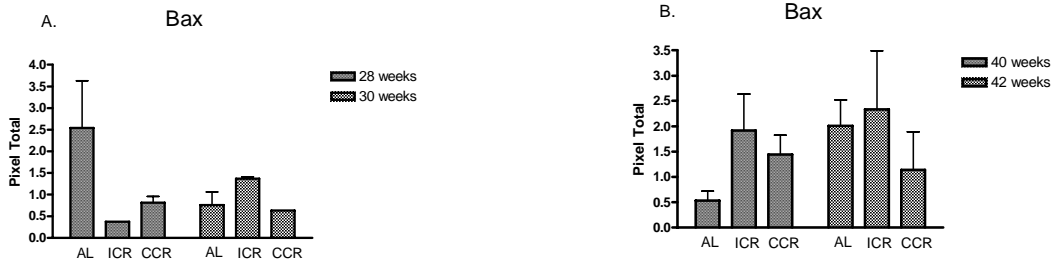 A.
Bax
Pixel Total
4.0
3.5
3.0
2.5
2.0
1.5
1.0
0.5
0.0
AL ICR CCR AL ICR CCR
28 weeks
30 weeks
B.
Bax
Pixel Total
3.5
3.0
2.5
2.0
1.5
1.0
0.5
0.0
AL ICR CCR AL ICR CCR
40 weeks
42 weeks